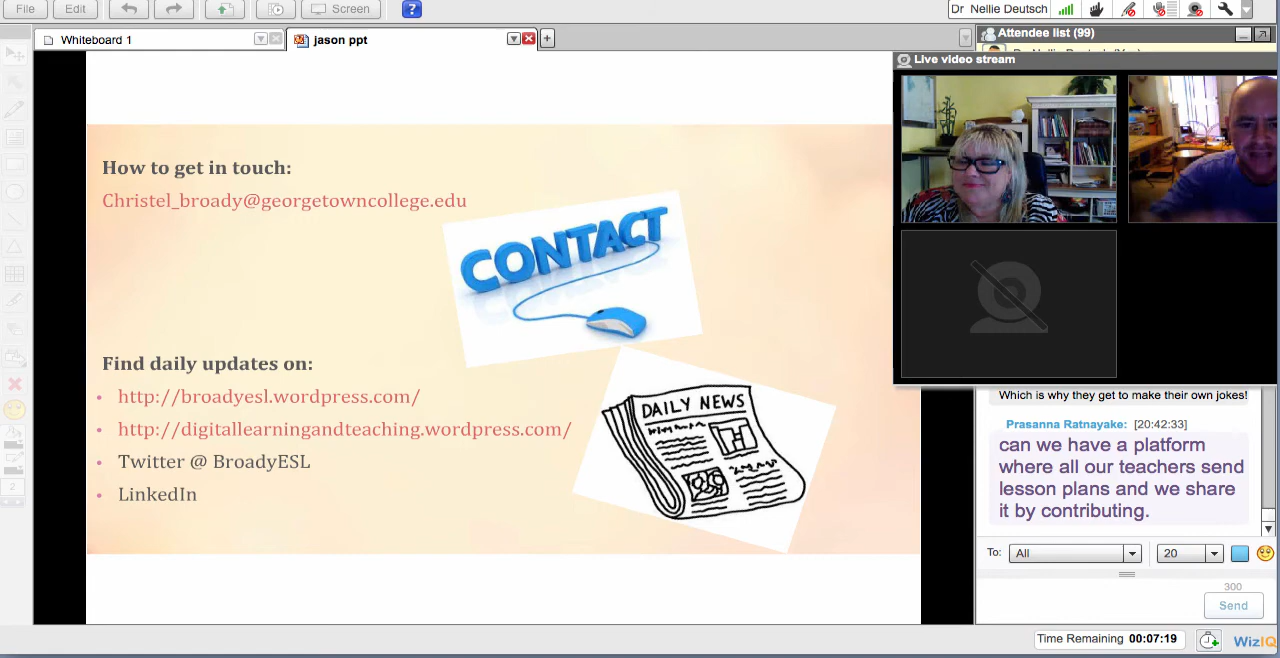 File
Edit
Screen
?
Dr Nellie Deutsch
Whiteboard 1
jason ppt
+
Attendee list (99)
Live video stream
How to get in touch:
Christel_broady@georgetowncollege.edu
CONTACT
Find daily updates on:
• http://broadyesl.wordpress.com/
• http://digitallearningandteaching.wordpress.com/
• Twitter @ BroadyESL
• LinkedIn
DAILY NEWS
Which is why they get to make their own jokes!
Prasanna Ratnayake: [20:42:33]
can we have a platform
where all our teachers send
lesson plans and we share
it by contributing.
To:
All
20
300
Send
2
Time Remaining 00:07:19
WizIQ